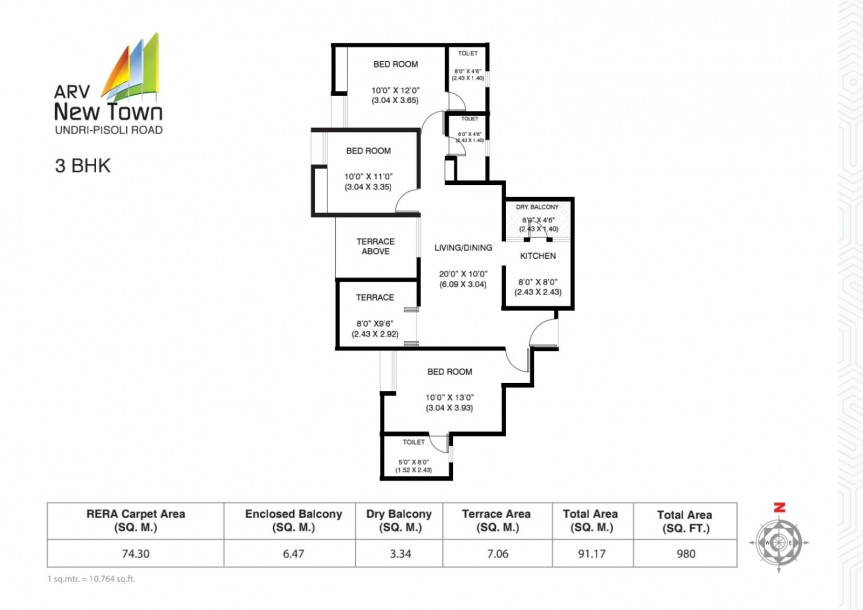 ARV
New Town
UNDRI-PISOLI ROAD
3 BHK
BED ROOM
10'0" X 12'0"
(3.04 X 3.65)
TOILET
8'0" X 4'6"
(2.43 X 1.40)
TOILET
8'0" X 4'6"
(2.43 X 1.40)
BED ROOM
10'0" X 11'0"
(3.04 X 3.35)
DRY. BALCONY
8'0" X 4'6"
(2.43 X 1.40)
TERRACE
ABOVE
LIVING/DINING
20'0" X 10'0"
(6.09 X 3.04)
KITCHEN
8'0" X 8'0"
(2.43 X 2.43)
TERRACE
8'0" X9'6"
(2.43 X 2.92)
BED ROOM
10'0" X 13'0"
(3.04 X 3.93)
TOILET
5'0" X 8'0"
(1.52 X 2.43)
RERA Carpet Area
(SQ. M.)
Enclosed Balcony
(SQ. M.)
Dry Balcony
(SQ. M.)
Terrace Area
(SQ. M.)
Total Area
(SQ. M.)
Total Area
(SQ. FT.)
74.30
6.47
3.34
7.06
91.17
980
1 sq.mtr. = 10.764 sq.ft.
N
W
E